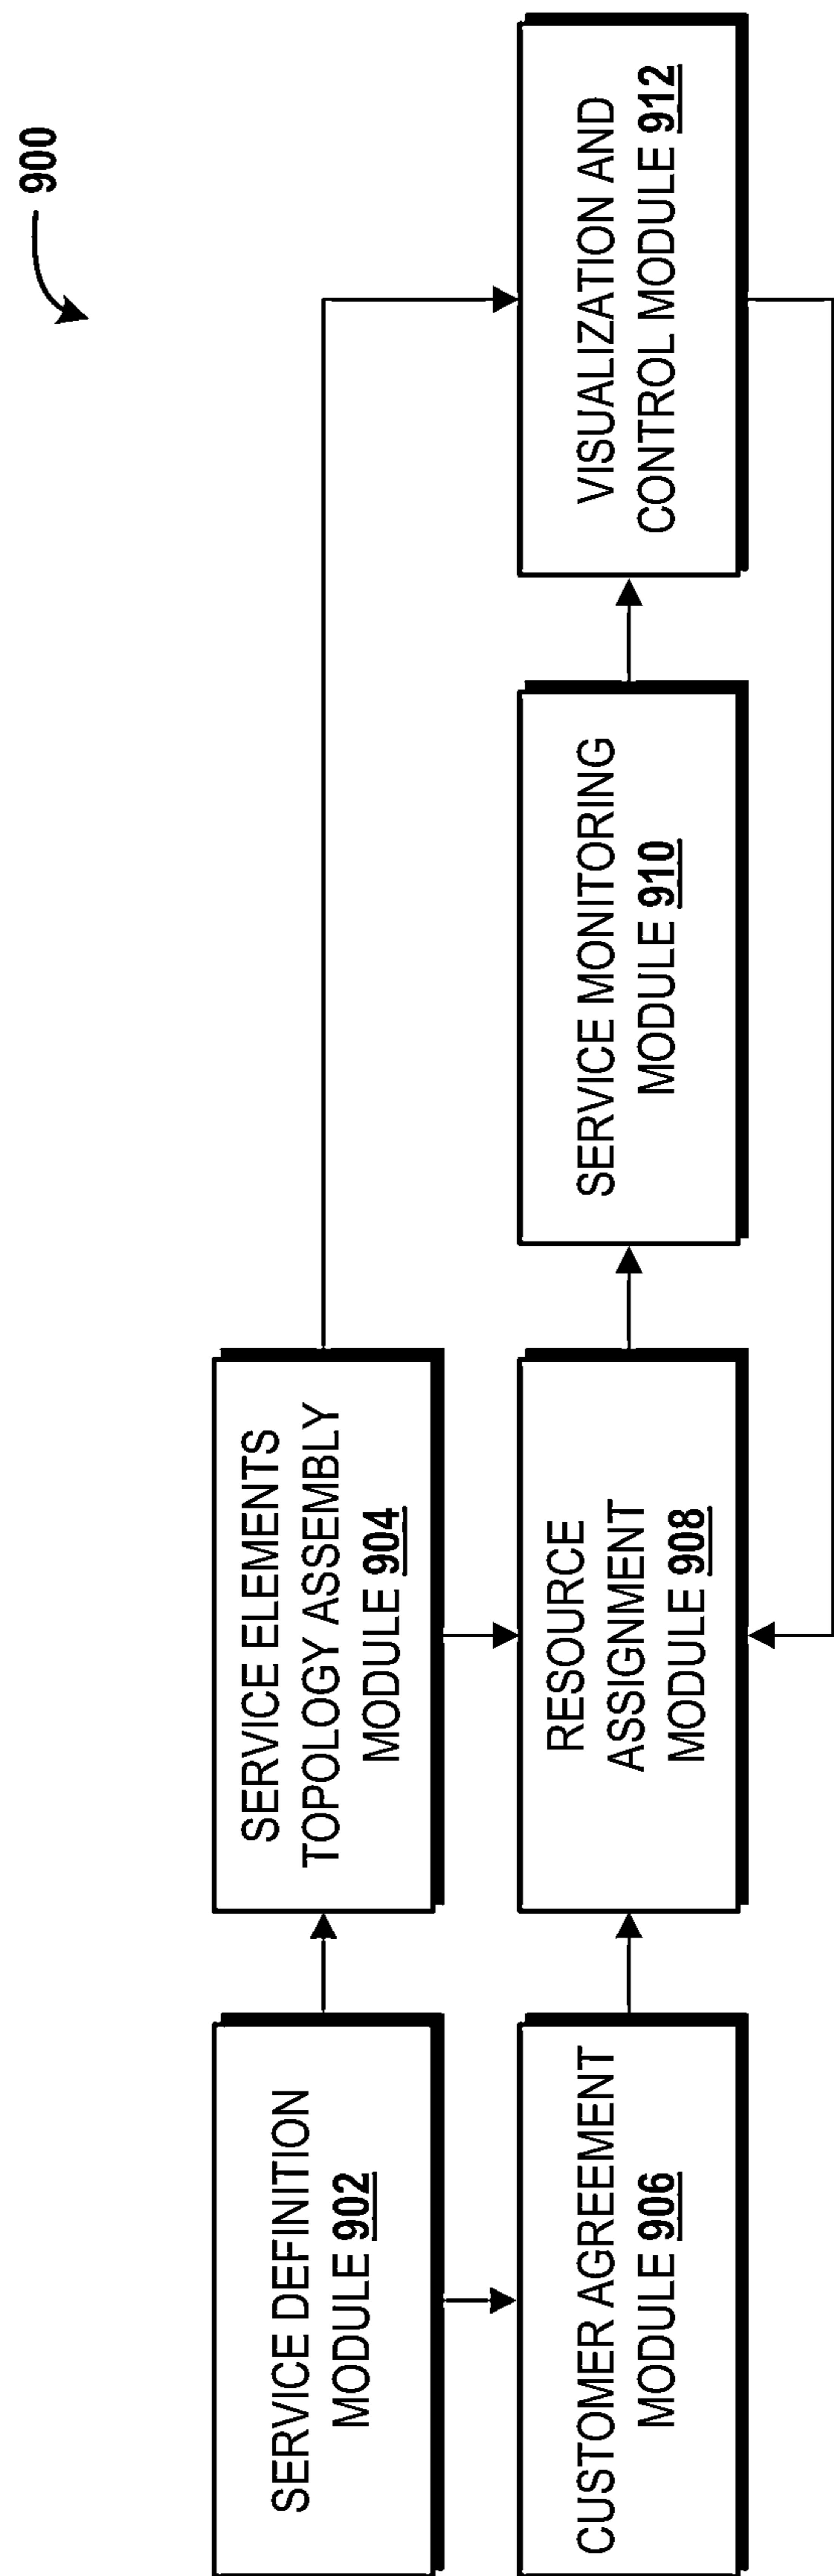 900
SERVICE DEFINITION
MODULE 902
SERVICE ELEMENTS
TOPOLOGY ASSEMBLY
MODULE 904
CUSTOMER AGREEMENT
MODULE 906
RESOURCE
ASSIGNMENT
MODULE 908
SERVICE MONITORING
MODULE 910
VISUALIZATION AND
CONTROL MODULE 912